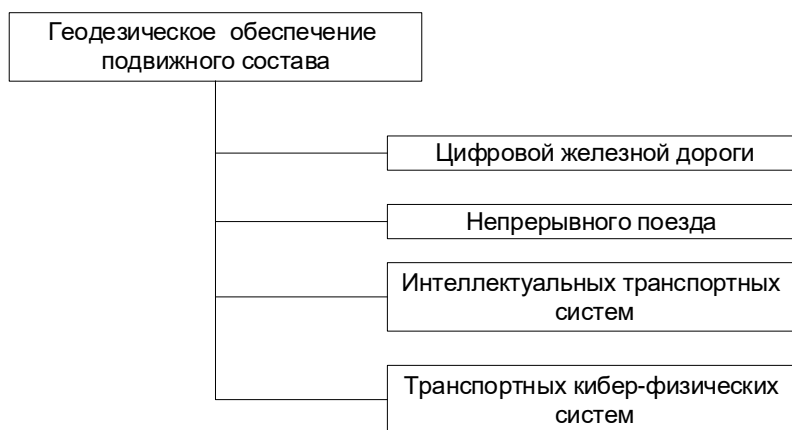 Геодезическое обеспечение
подвижного состава
Цифровой железной дороги
Непрерывного поезда
Интеллектуальных транспортных
систем
Транспортных кибер-физических
систем